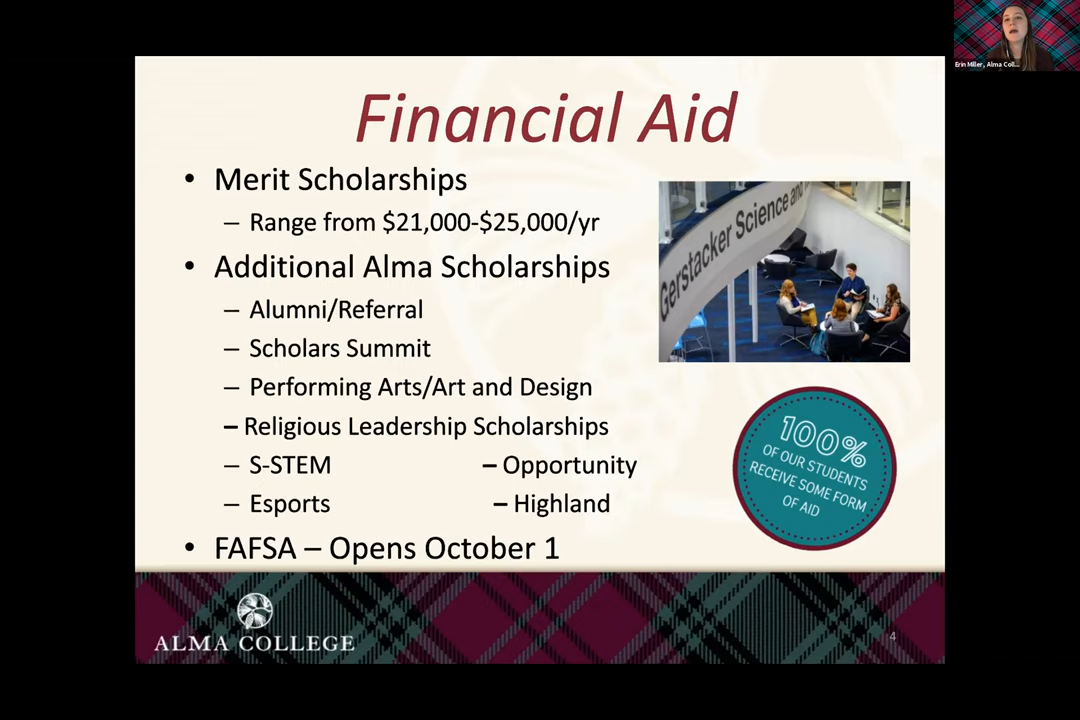 Financial Aid
• Merit Scholarships
– Range from $21,000-$25,000/yr
• Additional Alma Scholarships
– Alumni/Referral
– Scholars Summit
– Performing Arts/Art and Design
– Religious Leadership Scholarships
– S-STEM – Opportunity
– Esports – Highland
• FAFSA – Opens October 1
Gerstacker Science and
100%
OF OUR STUDENTS
RECEIVE SOME FORM
OF AID
ALMA COLLEGE
4
Erin Miller, Alma Coll...